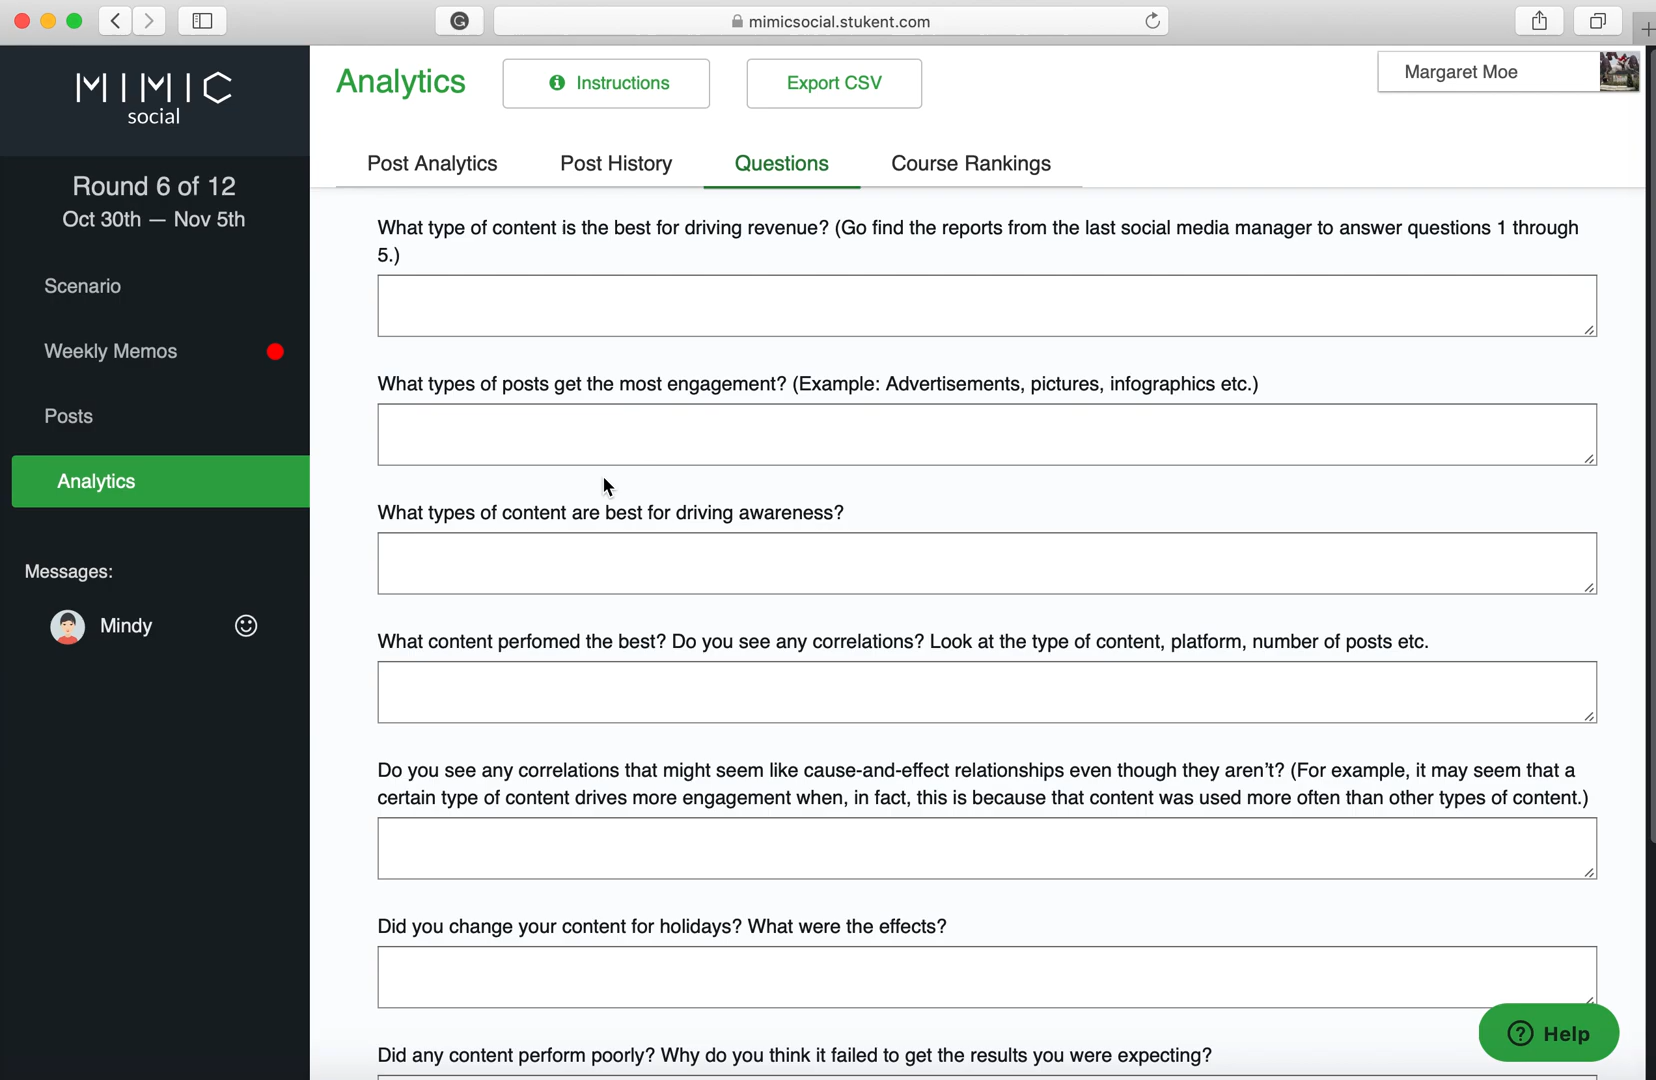 mimicsocial.stukent.com
MIMIC
social
Round 6 of 12
Oct 30th — Nov 5th
Scenario
Weekly Memos
Posts
Analytics
Messages:
Mindy
Analytics
Instructions
Export CSV
Margaret Moe
Post Analytics
Post History
Questions
Course Rankings
What type of content is the best for driving revenue? (Go find the reports from the last social media manager to answer questions 1 through
5.)
What types of posts get the most engagement? (Example: Advertisements, pictures, infographics etc.)
What types of content are best for driving awareness?
What content perfomed the best? Do you see any correlations? Look at the type of content, platform, number of posts etc.
Do you see any correlations that might seem like cause-and-effect relationships even though they aren't? (For example, it may seem that a
certain type of content drives more engagement when, in fact, this is because that content was used more often than other types of content.)
Did you change your content for holidays? What were the effects?
Did any content perform poorly? Why do you think it failed to get the results you were expecting?
Help